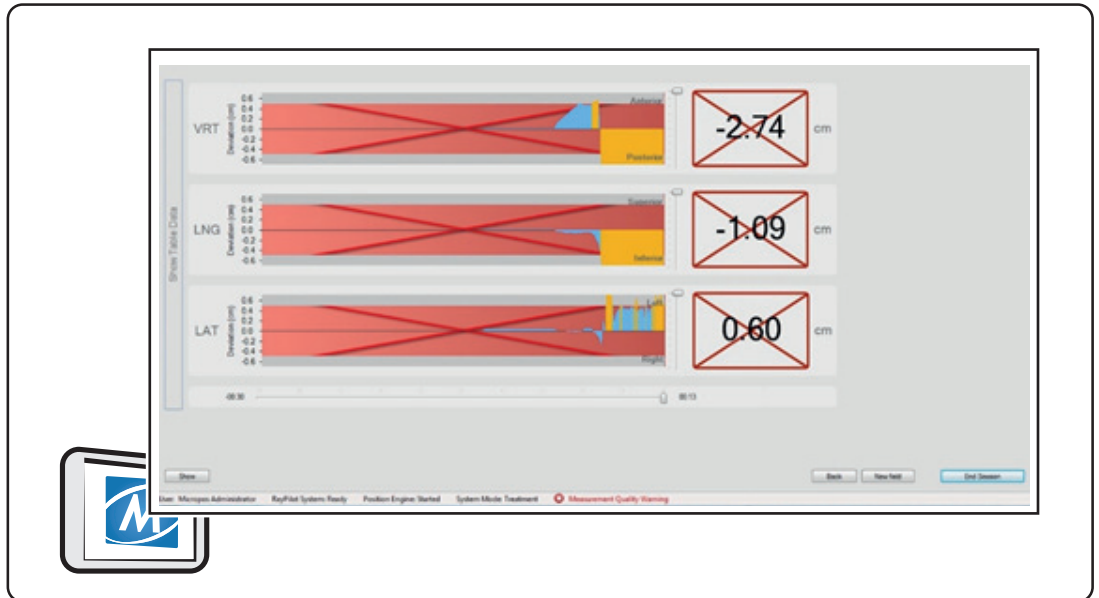 Show Table Data
VRT
Deviation (cm)
0.6
0.4
0.2
0.0
-0.2
-0.4
-0.6
Anterior
Posterior
-2.74
cm
LNG
Deviation (cm)
0.6
0.4
0.2
0.0
-0.2
-0.4
-0.6
Superior
Inferior
-1.09
cm
LAT
Deviation (cm)
0.6
0.4
0.2
0.0
-0.2
-0.4
-0.6
Left
Right
0.60
cm
-00:30
00:13
Show
Back
New field
End Session
User: Micropos Administrator
RayPilot System: Ready
Position Engine: Started
System Mode: Treatment
Measurement Quality Warning
M